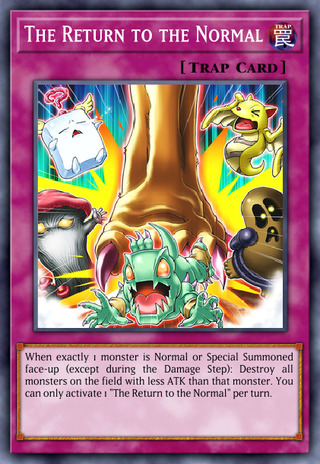 The Return to the Normal
TRAP
罠
[ Trap Card ]
When exactly 1 monster is Normal or Special Summoned
face-up (except during the Damage Step): Destroy all
monsters on the field with less ATK than that monster. You
can only activate 1 "The Return to the Normal" per turn.